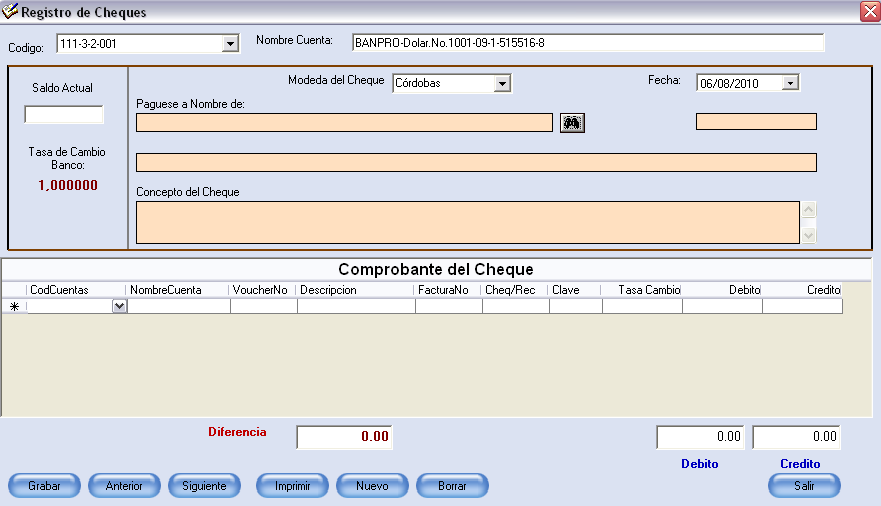 Registro de Cheques
Codigo: 111-3-2-001 Nombre Cuenta: BANPRO-Dolar.No.1001-09-1-515516-8
Saldo Actual Modeda del Cheque Córdobas Fecha: 06/08/2010
Paguese a Nombre de:
Tasa de Cambio
Banco:
1,000000
Concepto del Cheque
Comprobante del Cheque
CodCuentas NombreCuenta VoucherNo Descripcion FacturaNo Cheq/Rec Clave Tasa Cambio Debito Credito
Diferencia 0.00 0.00 0.00
Debito Credito
Grabar Anterior Siguiente Imprimir Nuevo Borrar Salir